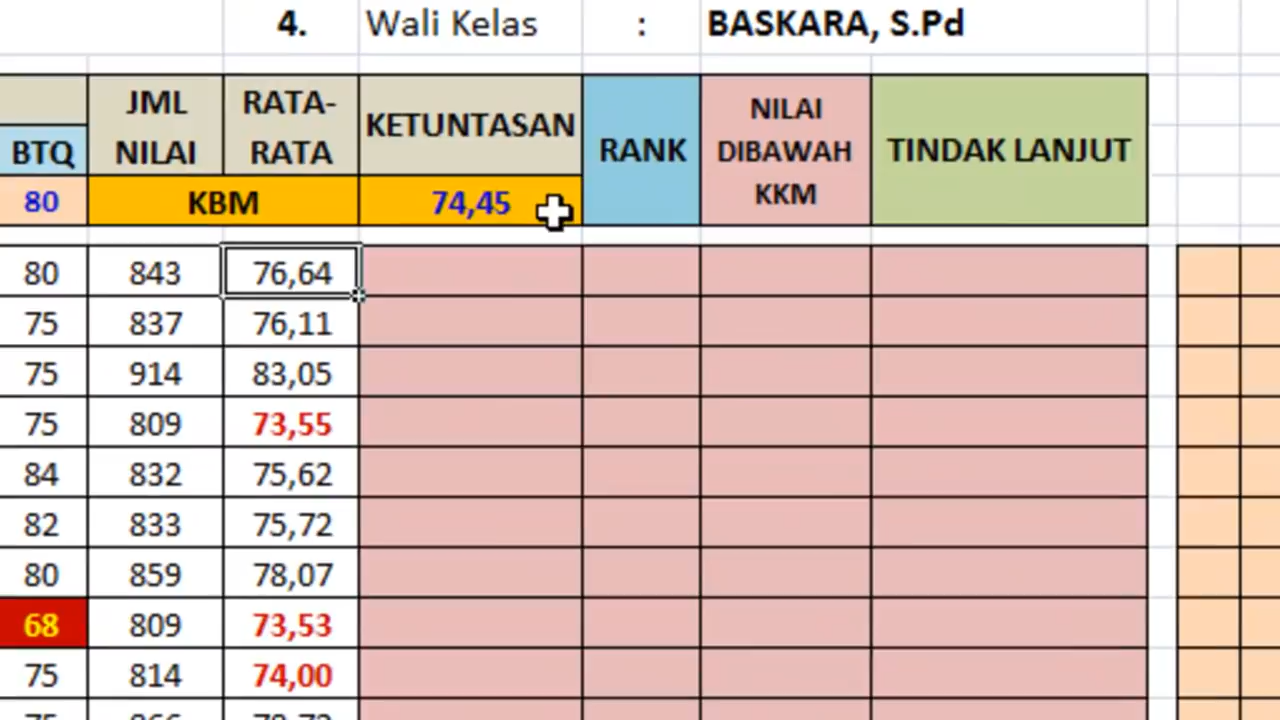 4. Wali Kelas : BASKARA, S.Pd
JML NILAI RATA-RATA KETUNTASAN RANK NILAI DIBAWAH KKM TINDAK LANJUT
BTQ
80 KBM 74,45
80 843 76,64
75 837 76,11
75 914 83,05
75 809 73,55
84 832 75,62
82 833 75,72
80 859 78,07
68 809 73,53
75 814 74,00